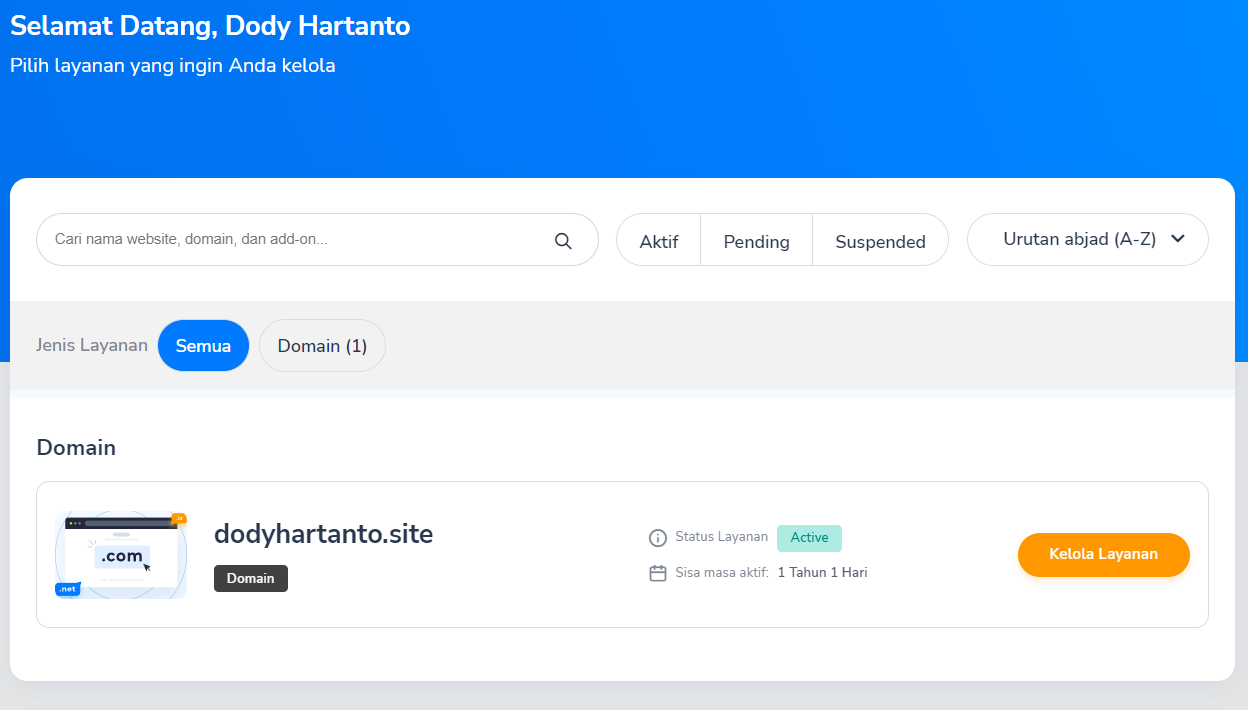 Selamat Datang, Dody Hartanto
Pilih layanan yang ingin Anda kelola
Cari nama website, domain, dan add-on...
Aktif
Pending
Suspended
Urutan abjad (A-Z)
Jenis Layanan
Semua
Domain (1)
Domain
.com
.net
dodyhartanto.site
Domain
Status Layanan
Active
Sisa masa aktif: 1 Tahun 1 Hari
Kelola Layanan